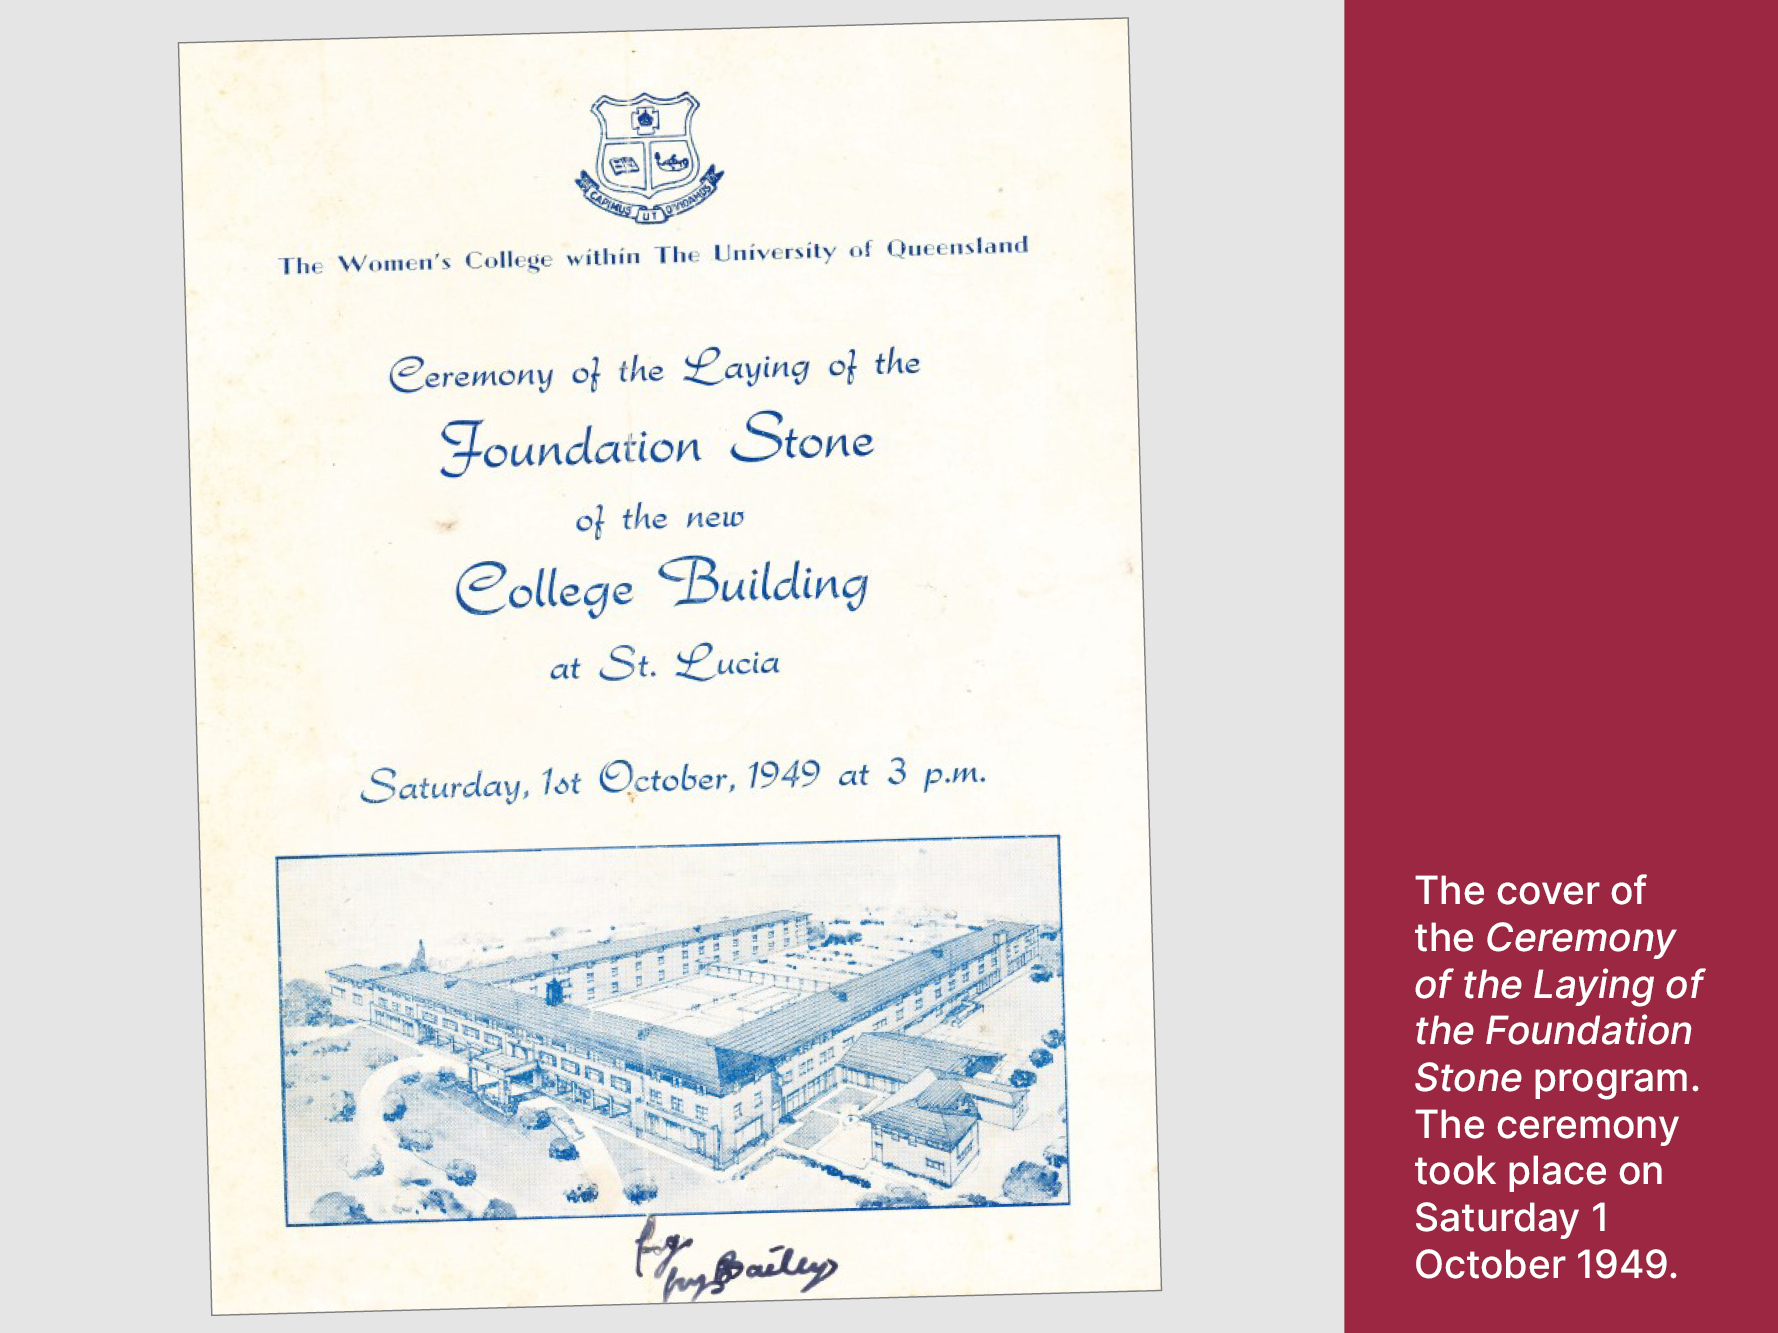 CAPIMUS UT DIVIDAMUS
The Women's College within The University of Queensland
Ceremony of the Laying of the
Foundation Stone
of the new
College Building
at St. Lucia
Saturday, 1st October, 1949 at 3 p.m.
Bailey
The cover of
the Ceremony
of the Laying of
the Foundation
Stone program.
The ceremony
took place on
Saturday 1
October 1949.